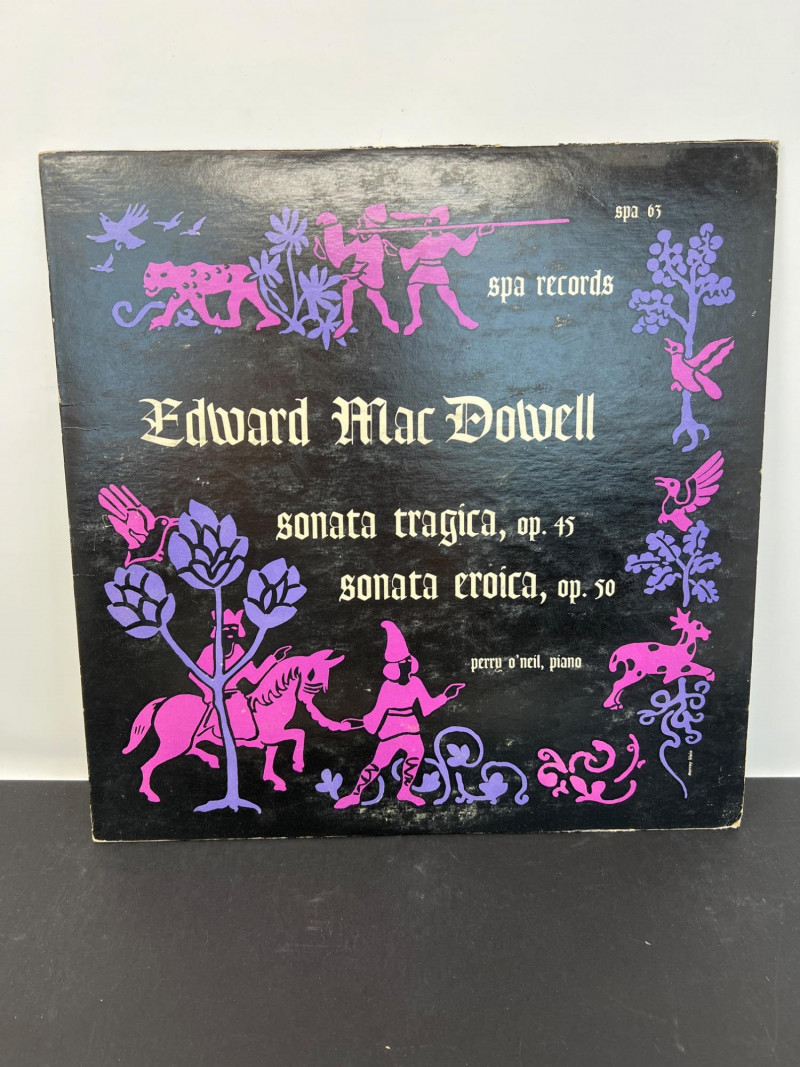 spa 63
spa records
Edward Mac Dowell
sonata tragica, op. 45
sonata eroica, op. 50
perry o'neil, piano